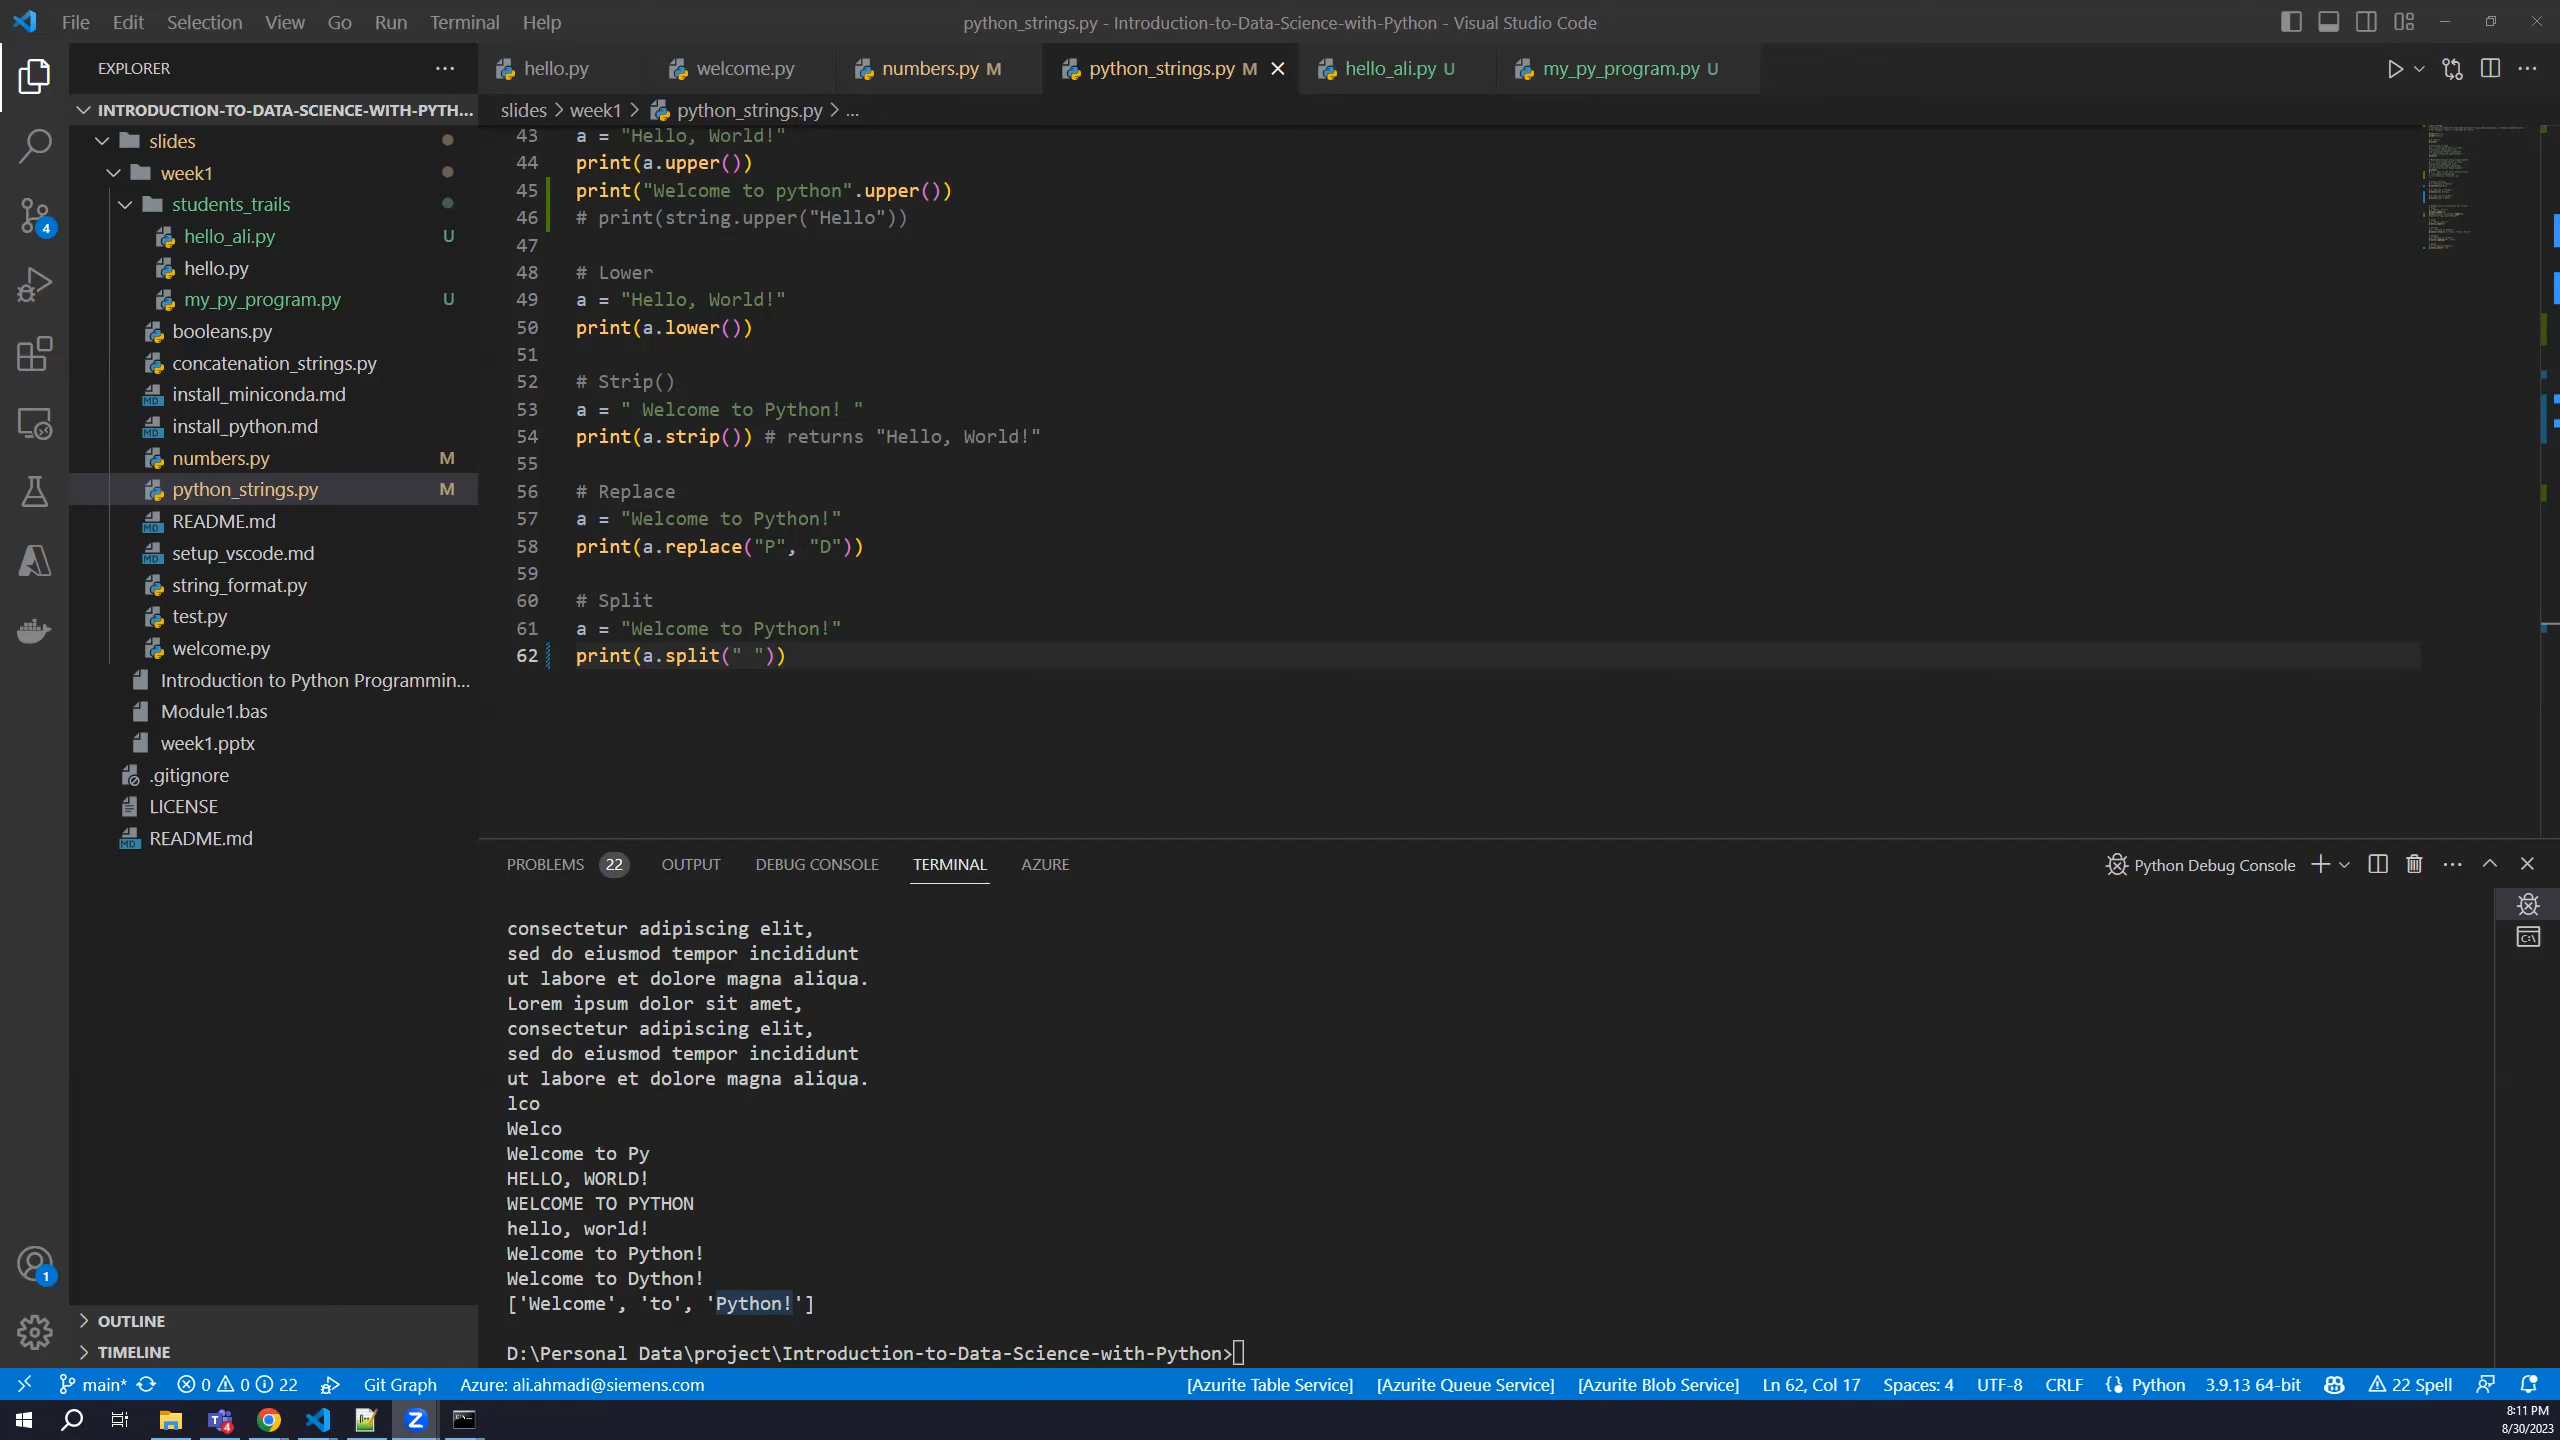 File Edit Selection View Go Run Terminal Help
python_strings.py - Introduction-to-Data-Science-with-Python - Visual Studio Code
EXPLORER
INTRODUCTION-TO-DATA-SCIENCE-WITH-PYTH...
slides
week1
students_trails
hello_ali.py U
hello.py
my_py_program.py U
booleans.py
concatenation_strings.py
install_miniconda.md
install_python.md
numbers.py M
python_strings.py M
README.md
setup_vscode.md
string_format.py
test.py
welcome.py
Introduction to Python Programmin...
Module1.bas
week1.pptx
.gitignore
LICENSE
README.md
OUTLINE
TIMELINE
4
1
hello.py welcome.py numbers.py M python_strings.py M hello_ali.py U my_py_program.py U
slides > week1 > python_strings.py > ...
43 a = "Hello, World!"
44 print(a.upper())
45 print("Welcome to python".upper())
46 # print(string.upper("Hello"))
47
48 # Lower
49 a = "Hello, World!"
50 print(a.lower())
51
52 # Strip()
53 a = " Welcome to Python! "
54 print(a.strip()) # returns "Hello, World!"
55
56 # Replace
57 a = "Welcome to Python!"
58 print(a.replace("P", "D"))
59
60 # Split
61 a = "Welcome to Python!"
62 print(a.split(" "))
PROBLEMS 22 OUTPUT DEBUG CONSOLE TERMINAL AZURE
Python Debug Console
consectetur adipiscing elit,
sed do eiusmod tempor incididunt
ut labore et dolore magna aliqua.
Lorem ipsum dolor sit amet,
consectetur adipiscing elit,
sed do eiusmod tempor incididunt
ut labore et dolore magna aliqua.
lco
Welco
Welcome to Py
HELLO, WORLD!
WELCOME TO PYTHON
hello, world!
Welcome to Python!
Welcome to Dython!
['Welcome', 'to', 'Python!']
D:\Personal Data\project\Introduction-to-Data-Science-with-Python>
main* 0 0 22 Git Graph Azure: ali.ahmadi@siemens.com
[Azurite Table Service] [Azurite Queue Service] [Azurite Blob Service] Ln 62, Col 17 Spaces: 4 UTF-8 CRLF Python 3.9.13 64-bit 22 Spell
4
8:11 PM
8/30/2023